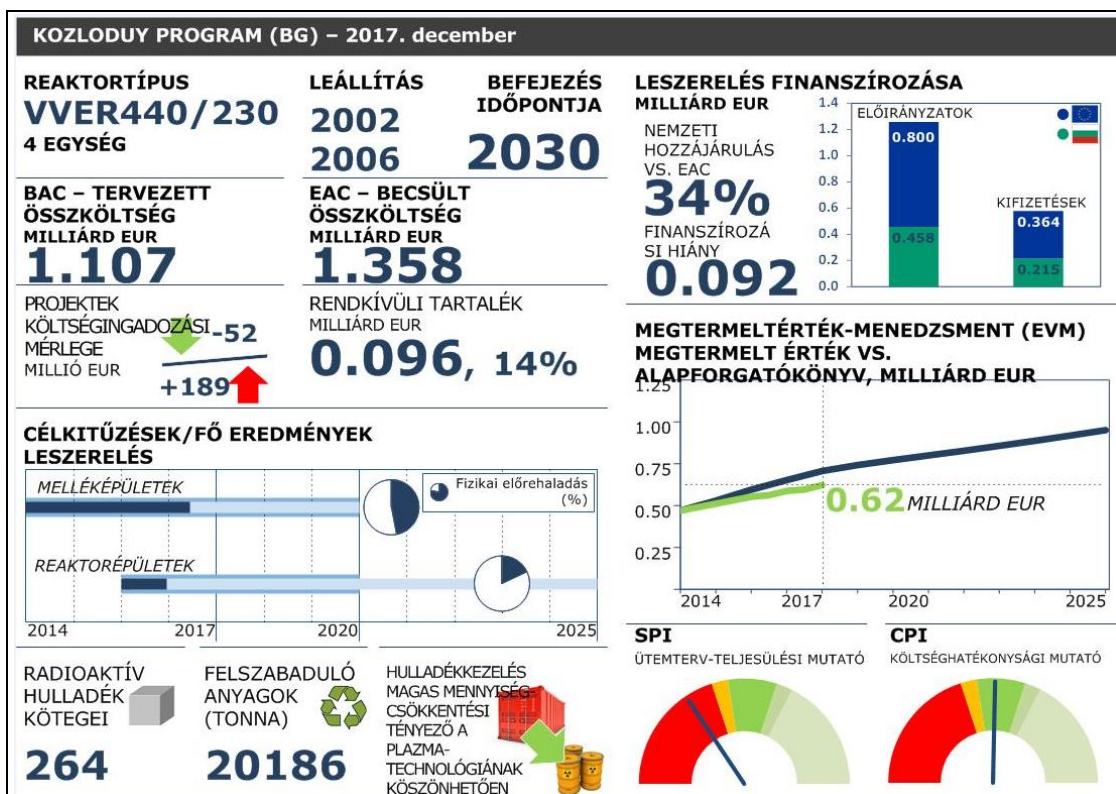 KOZLODUY PROGRAM (BG) – 2017. december
REAKTORTÍPUS
VVER440/230
4 EGYSÉG
LEÁLLÍTÁS
2002
2006
BEFEJEZÉS
IDŐPONTJA
2030
BAC – TERVEZETT
ÖSSZKÖLTSÉG
MILLIÁRD EUR
1.107
EAC – BECSÜLT
ÖSSZKÖLTSÉG
MILLIÁRD EUR
1.358
PROJEKTEK
KÖLTSÉGINGADOZÁSI
MÉRLEGE
MILLIÓ EUR
-52
+189
RENDKÍVÜLI TARTALÉK
MILLIÁRD EUR
0.096, 14%
CÉLKITŰZÉSEK/FŐ EREDMÉNYEK
LESZERELÉS
MELLÉKÉPÜLETEK
Fizikai előrehaladás
(%)
REAKTORÉPÜLETEK
2014 2017 2020 2025
RADIOAKTÍV
HULLADÉK
KÖTEGEI
264
FELSZABADULÓ
ANYAGOK
(TONNA)
20186
HULLADÉKKEZELÉS
MAGAS MENNYISÉG-
CSÖKKENTÉSI
TÉNYEZŐ A
PLAZMA-
TECHNOLÓGIÁNAK
KÖSZÖNHETŐEN
LESZERELÉS FINANSZÍROZÁSA
MILLIÁRD EUR
NEMZETI
HOZZÁJÁRULÁS
VS. EAC
34%
FINANSZÍROZÁ
SI HIÁNY
0.092
1.4
1.2
1.0
0.8
0.6
0.4
0.2
0.0
ELŐIRÁNYZATOK
0.800
0.458
KIFIZETÉSEK
0.364
0.215
MEGTERMELTÉRTÉK-MENEDZSMENT (EVM)
MEGTERMELT ÉRTÉK VS.
ALAPFORGATÓKÖNYV, MILLIÁRD EUR
1.25
1.00
0.75
0.50
0.25
0.62 MILLIÁRD EUR
2014 2017 2020 2025
SPI
ÜTEMTERV-TELJESÜLÉSI MUTATÓ
CPI
KÖLTSÉGHATÉKONYSÁGI MUTATÓ